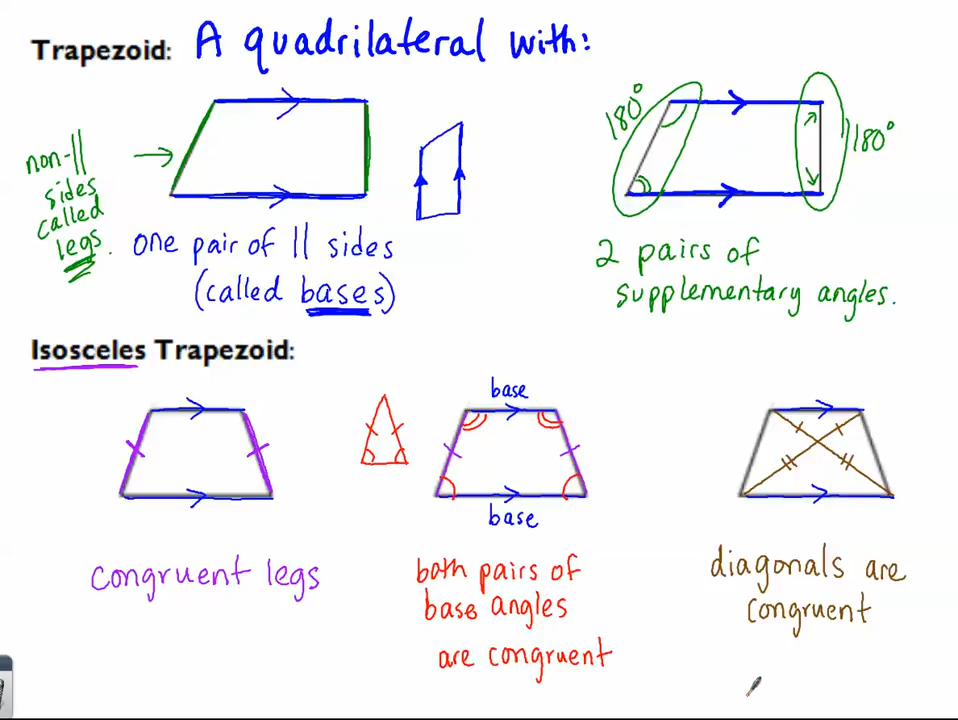 Trapezoid: A quadrilateral with:
non-||
sides
called
legs.
one pair of || sides
(called bases)
180°
180°
2 pairs of
supplementary angles.
Isosceles Trapezoid:
base
base
congruent legs
both pairs of
base angles
are congruent
diagonals are
congruent